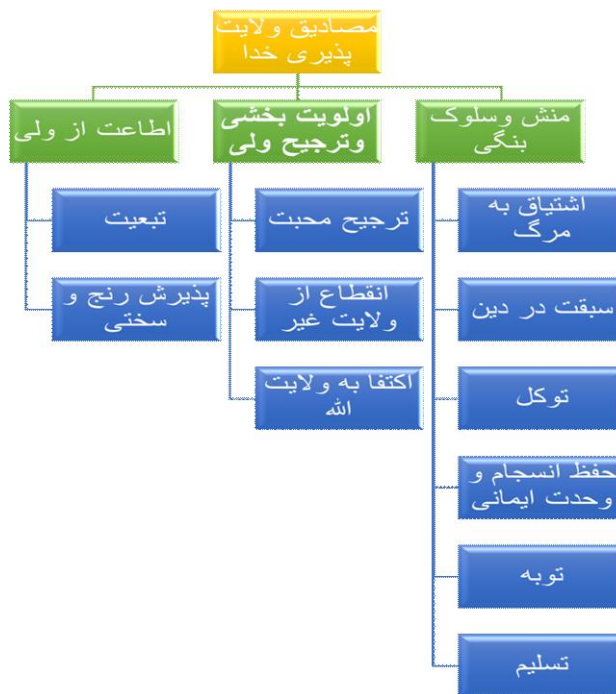 مصادیق ولایت
پذیری خدا
منش وسلوک
بنگی
اشتیاق به
مرگ
سبقت در دین
توکل
حفظ انسجام و
وحدت ایمانی
توبه
تسلیم
اولویت بخشی
وترجیح ولی
ترجیح محبت
انقطاع از
ولایت غیر
اکتفا به ولایت
الله
اطاعت از ولی
تبعیت
پذیرش رنج و
سختی